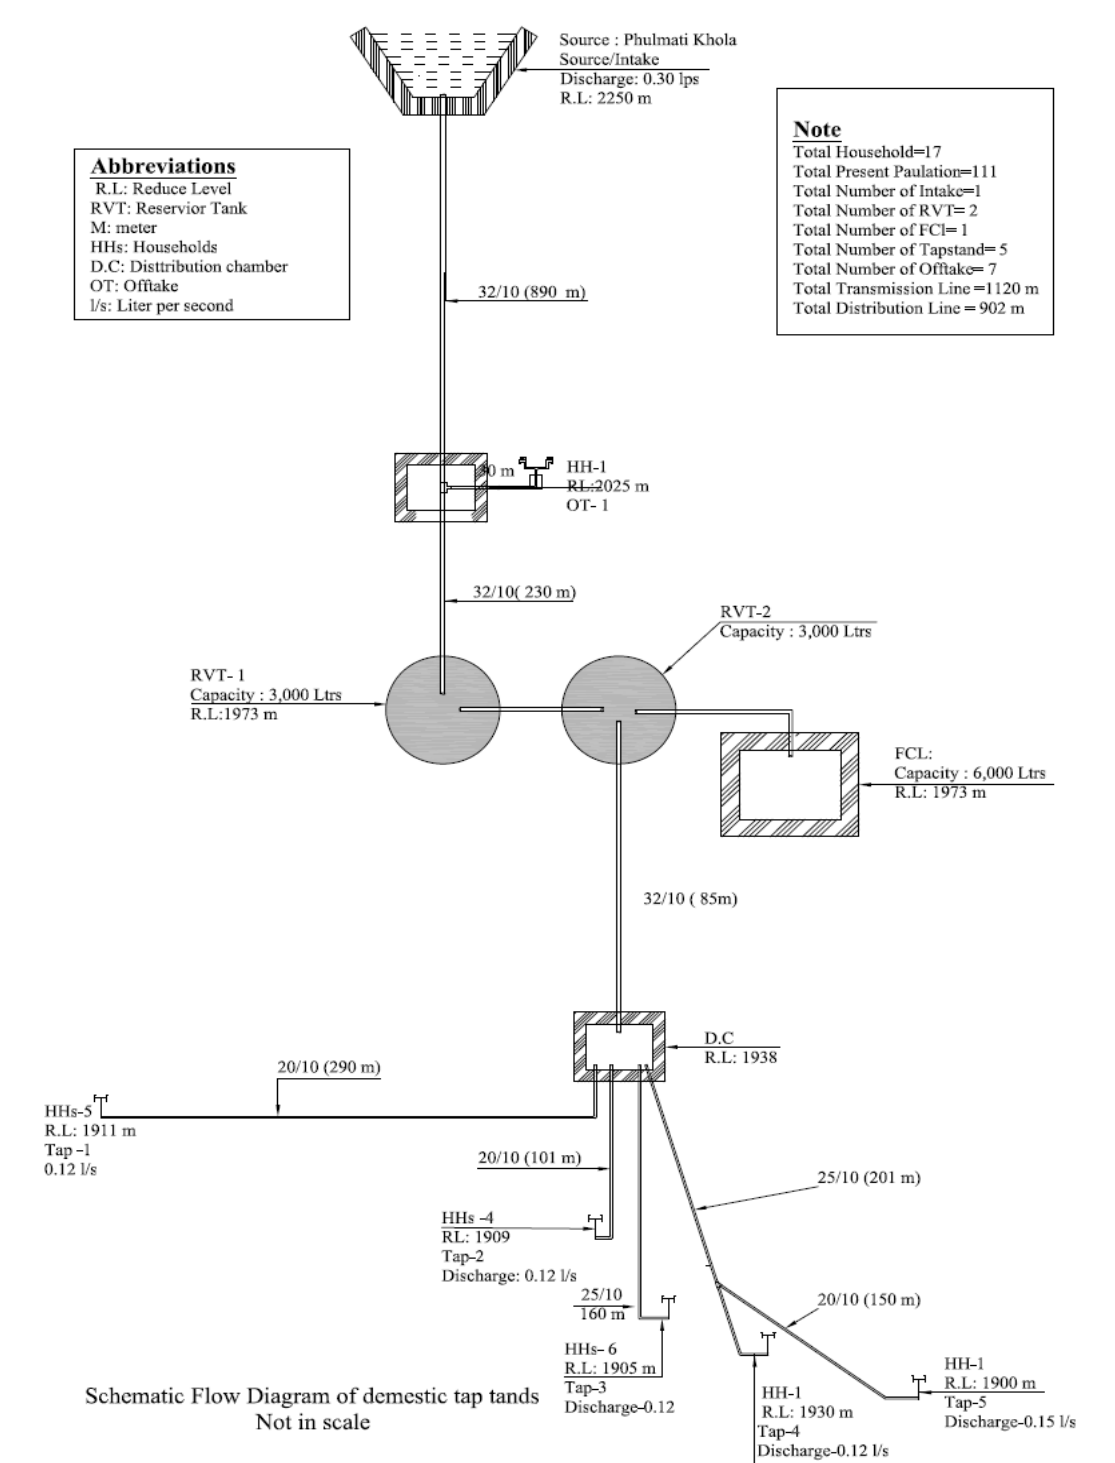 Source : Phulmati Khola
Source/Intake
Discharge: 0.30 lps
R.L: 2250 m
Abbreviations
R.L: Reduce Level
RVT: Reservior Tank
M: meter
HHs: Households
D.C: Disttribution chamber
OT: Offtake
l/s: Liter per second
Note
Total Household=17
Total Present Paulation=111
Total Number of Intake=1
Total Number of RVT= 2
Total Number of FCl= 1
Total Number of Tapstand= 5
Total Number of Offtake= 7
Total Transmission Line =1120 m
Total Distribution Line = 902 m
32/10 (890 m)
m
HH-1
RL:2025 m
OT- 1
32/10( 230 m)
RVT-2
Capacity : 3,000 Ltrs
RVT- 1
Capacity : 3,000 Ltrs
R.L:1973 m
FCL:
Capacity : 6,000 Ltrs
R.L: 1973 m
32/10 ( 85m)
D.C
R.L: 1938
20/10 (290 m)
HHs-5
R.L: 1911 m
Tap -1
0.12 l/s
20/10 (101 m)
25/10 (201 m)
HHs -4
RL: 1909
Tap-2
Discharge: 0.12 l/s
25/10
160 m
20/10 (150 m)
HHs- 6
R.L: 1905 m
Tap-3
Discharge-0.12
HH-1
R.L: 1930 m
Tap-4
Discharge-0.12 l/s
HH-1
R.L: 1900 m
Tap-5
Discharge-0.15 l/s
Schematic Flow Diagram of demestic tap tands
Not in scale